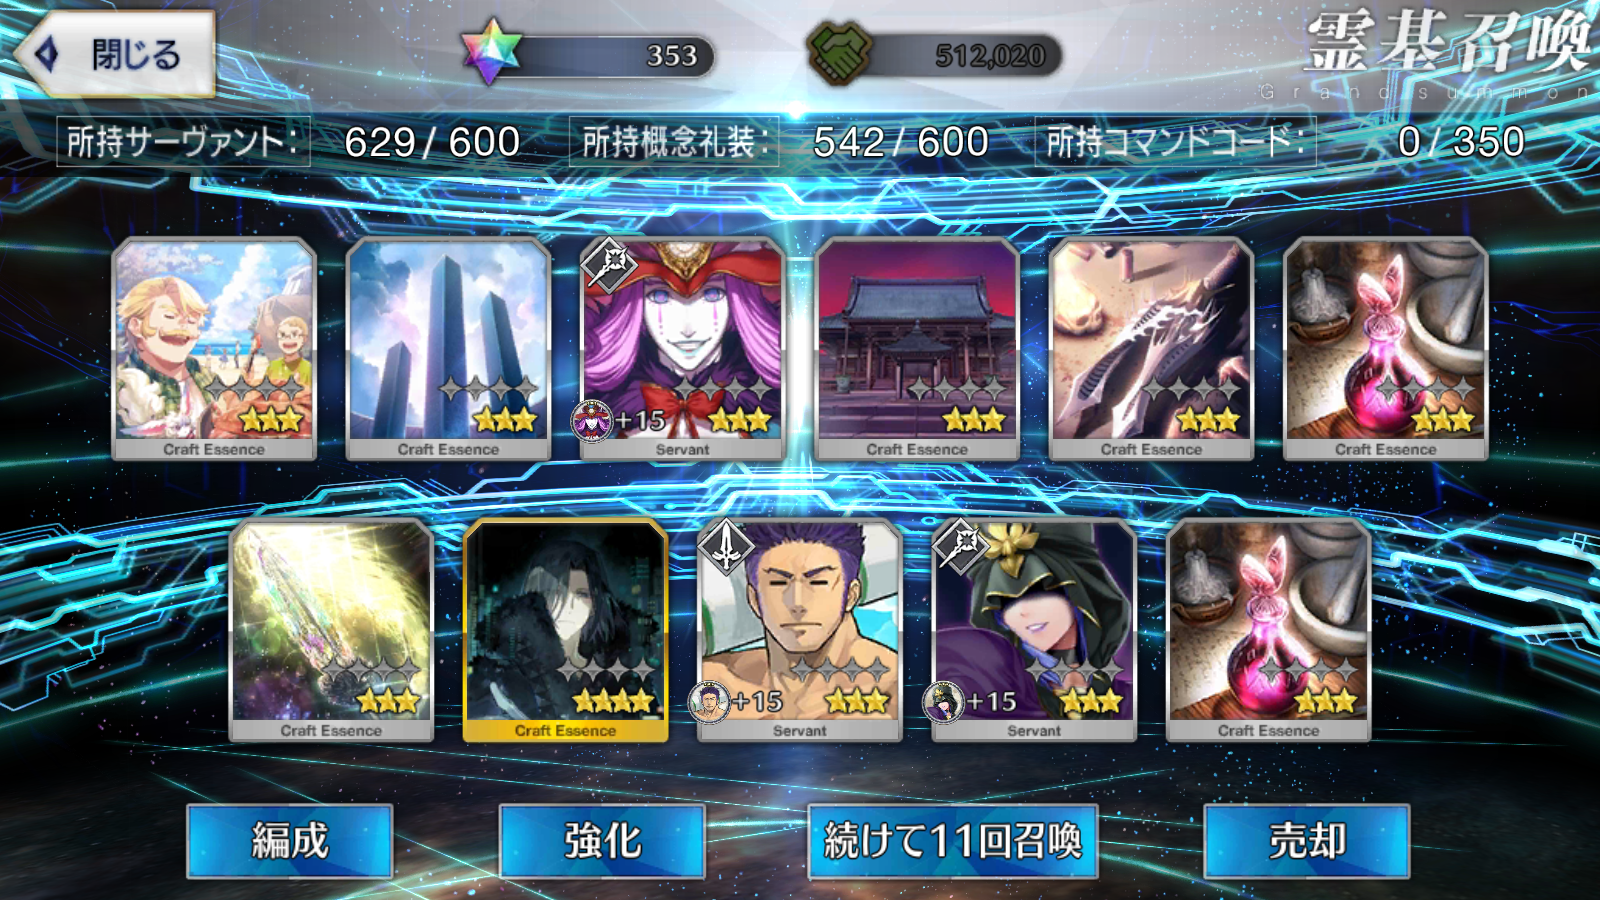 閉じる
353
512,020
霊基召喚
Grand summon
所持サーヴァント: 629 / 600
所持概念礼装: 542 / 600
所持コマンドコード: 0 / 350
Craft Essence
Craft Essence
+15
Servant
Craft Essence
Craft Essence
Craft Essence
Craft Essence
Craft Essence
+15
Servant
+15
Servant
Craft Essence
編成
強化
続けて11回召喚
売却